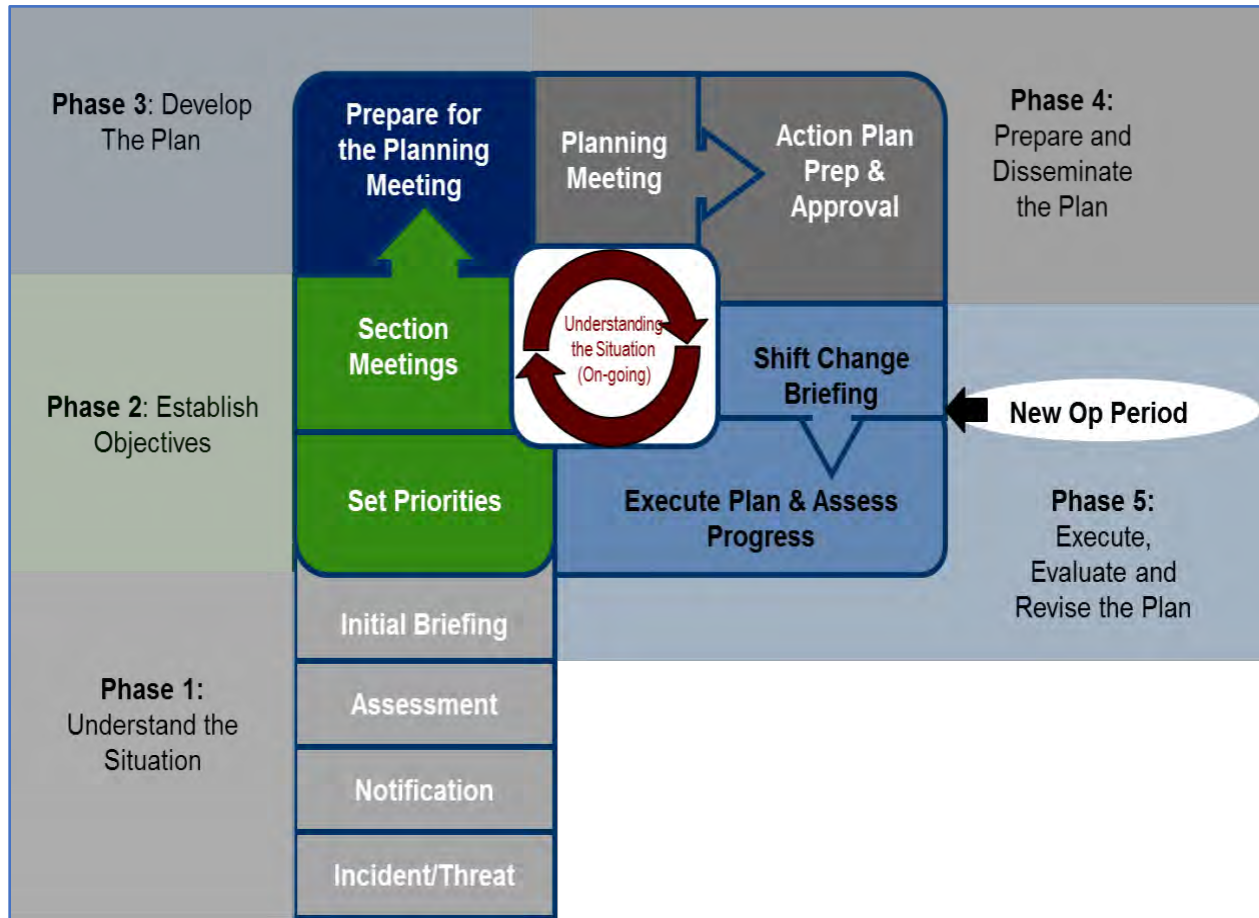 Phase 3: Develop
The Plan
Prepare for
the Planning
Meeting
Planning
Meeting
Action Plan
Prep &
Approval
Phase 4:
Prepare and
Disseminate
the Plan
Phase 2: Establish
Objectives
Section
Meetings
Understanding
the Situation
(On-going)
Shift Change
Briefing
New Op Period
Set Priorities
Execute Plan & Assess
Progress
Phase 5:
Execute,
Evaluate and
Revise the Plan
Phase 1:
Understand the
Situation
Initial Briefing
Assessment
Notification
Incident/Threat